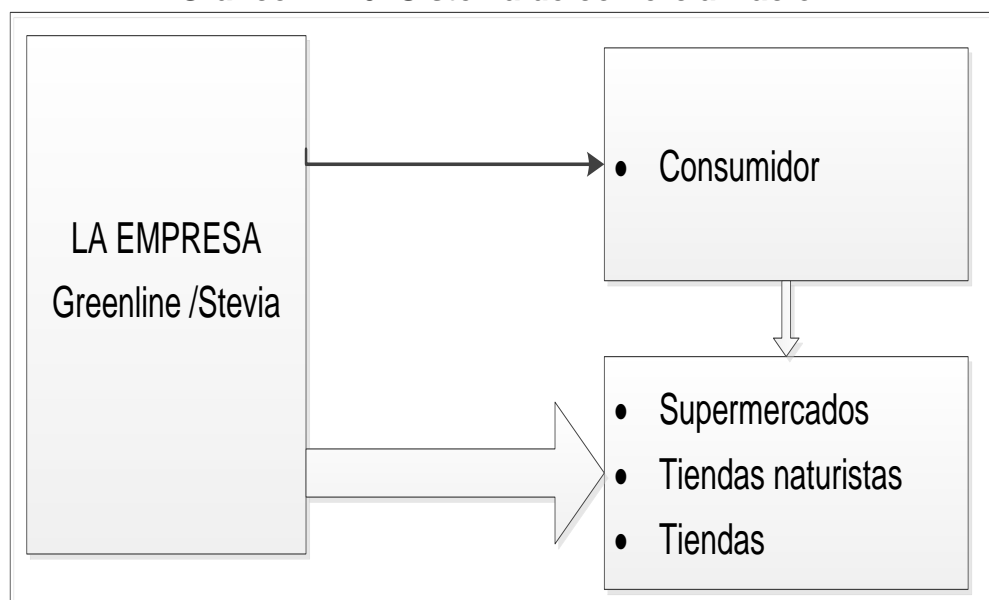 LA EMPRESA
Greenline /Stevia
• Consumidor
• Supermercados
• Tiendas naturistas
• Tiendas